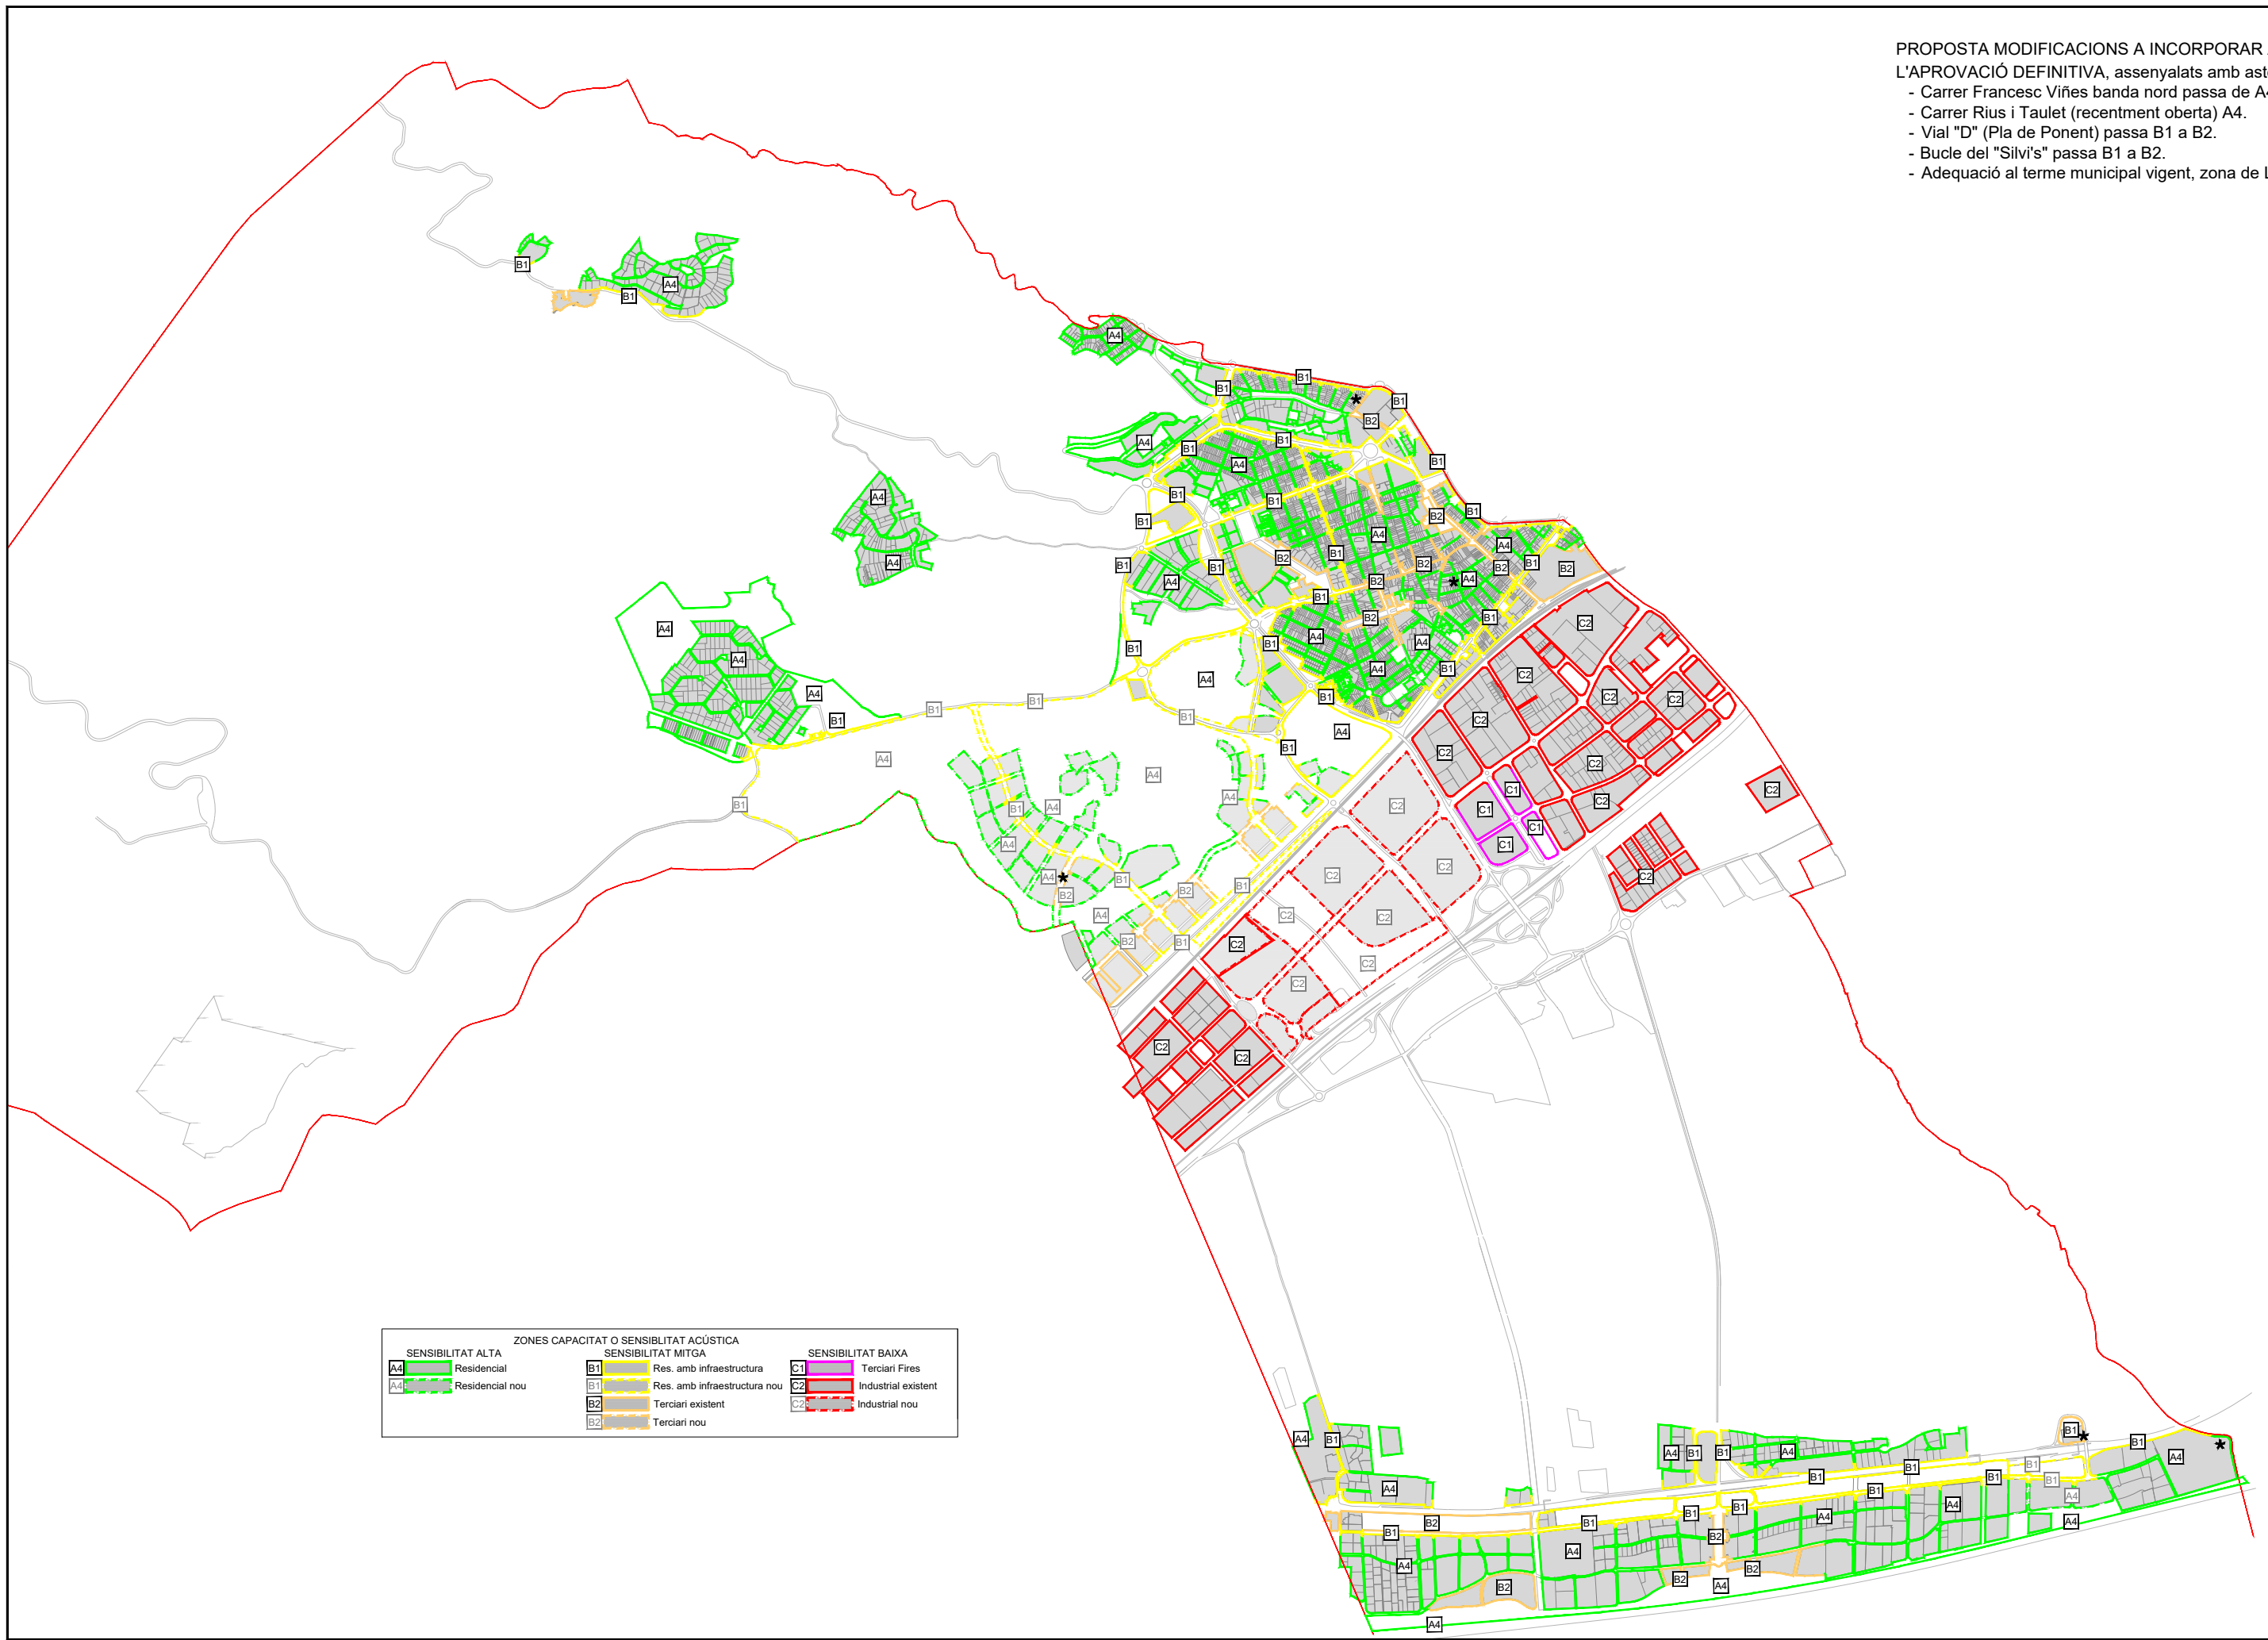 PROPOSTA MODIFICACIONS A INCORPORAR
L'APROVACIÓ DEFINITIVA, assenyalats amb
- Carrer Francesc Viñes banda nord passa de
- Carrer Rius i Taulet (recentment oberta) A4.
- Vial "D" (Pla de Ponent) passa B1 a B2.
- Bucle del "Silvi's" passa B1 a B2.
- Adequació al terme municipal vigent, zona de
ZONES CAPACITAT O SENSIBLITAT ACÚSTICA
SENSIBILITAT ALTA
A4 Residencial
A4 Residencial nou
SENSIBILITAT MITGA
B1 Res. amb infraestructura
B1 Res. amb infraestructura nou
B2 Terciari existent
B2 Terciari nou
SENSIBILITAT BAIXA
C1 Terciari Fires
C2 Industrial existent
C2 Industrial nou